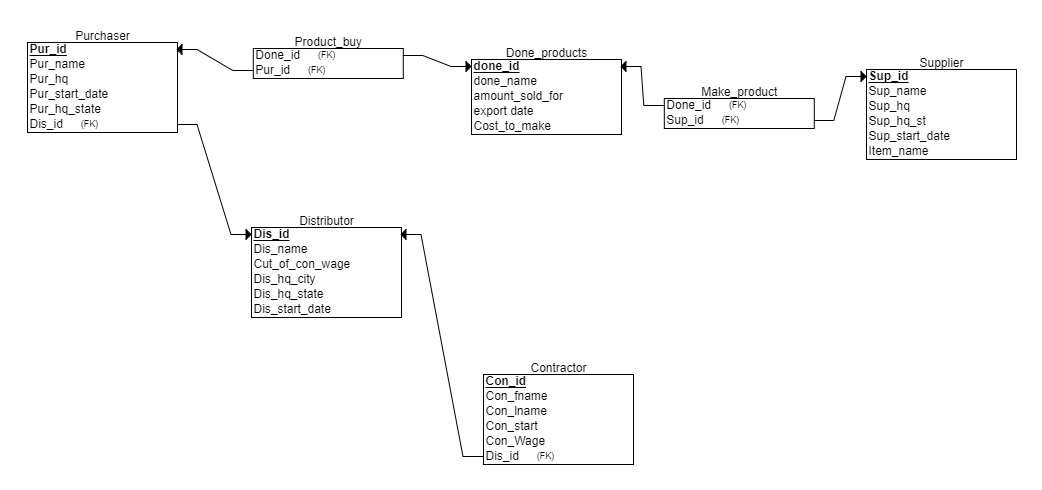 Purchaser
Pur_id
Pur_name
Pur_hq
Pur_start_date
Pur_hq_state
Dis_id (FK)
Product_buy
Done_id (FK)
Pur_id (FK)
Done_products
done_id
done_name
amount_sold_for
export date
Cost_to_make
Make_product
Done_id (FK)
Sup_id (FK)
Supplier
Sup_id
Sup_name
Sup_hq
Sup_hq_st
Sup_start_date
Item_name
Distributor
Dis_id
Dis_name
Cut_of_con_wage
Dis_hq_city
Dis_hq_state
Dis_start_date
Contractor
Con_id
Con_fname
Con_lname
Con_start
Con_Wage
Dis_id (FK)